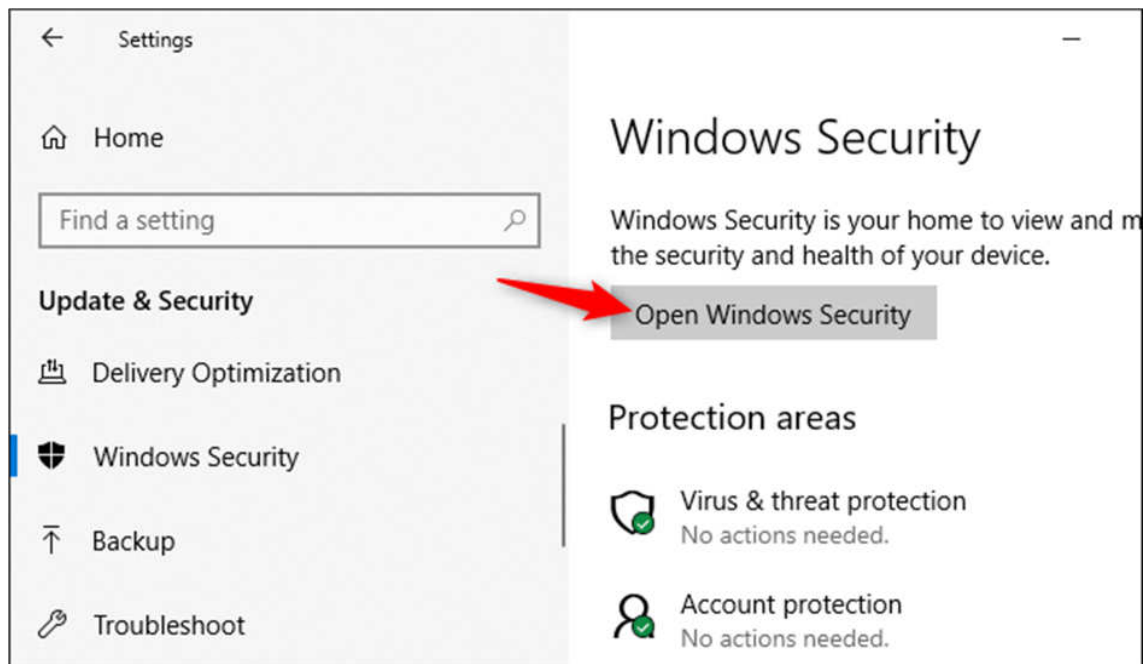 Settings
Home
Find a setting
Update & Security
Delivery Optimization
Windows Security
Backup
Troubleshoot
Windows Security
Windows Security is your home to view and m
the security and health of your device.
Open Windows Security
Protection areas
Virus & threat protection
No actions needed.
Account protection
No actions needed.